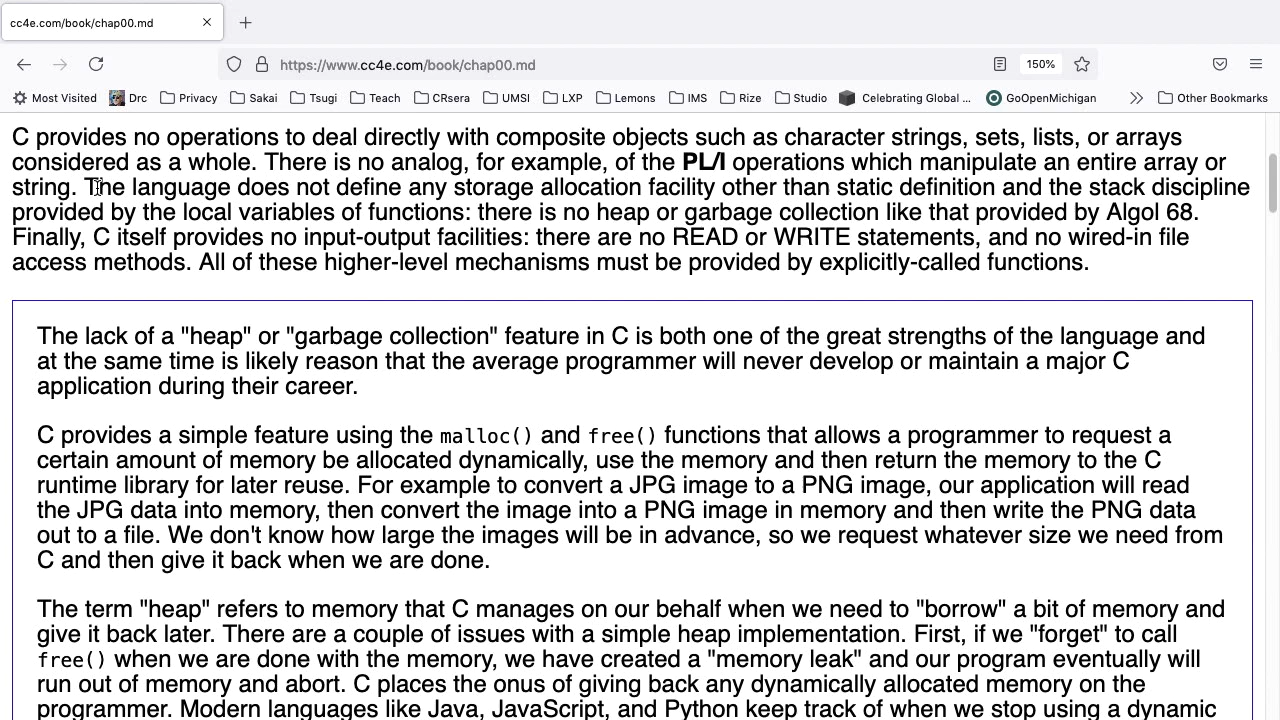 cc4e.com/book/chap00.md
https://www.cc4e.com/book/chap00.md
150%
Most Visited Drc Privacy Sakai Tsugi Teach CRsera UMSI LXP Lemons IMS Rize Studio Celebrating Global ... GoOpenMichigan Other Bookmarks
C provides no operations to deal directly with composite objects such as character strings, sets, lists, or arrays
considered as a whole. There is no analog, for example, of the PL/I operations which manipulate an entire array or
string. The language does not define any storage allocation facility other than static definition and the stack discipline
provided by the local variables of functions: there is no heap or garbage collection like that provided by Algol 68.
Finally, C itself provides no input-output facilities: there are no READ or WRITE statements, and no wired-in file
access methods. All of these higher-level mechanisms must be provided by explicitly-called functions.
The lack of a "heap" or "garbage collection" feature in C is both one of the great strengths of the language and
at the same time is likely reason that the average programmer will never develop or maintain a major C
application during their career.
C provides a simple feature using the malloc() and free() functions that allows a programmer to request a
certain amount of memory be allocated dynamically, use the memory and then return the memory to the C
runtime library for later reuse. For example to convert a JPG image to a PNG image, our application will read
the JPG data into memory, then convert the image into a PNG image in memory and then write the PNG data
out to a file. We don't know how large the images will be in advance, so we request whatever size we need from
C and then give it back when we are done.
The term "heap" refers to memory that C manages on our behalf when we need to "borrow" a bit of memory and
give it back later. There are a couple of issues with a simple heap implementation. First, if we "forget" to call
free() when we are done with the memory, we have created a "memory leak" and our program eventually will
run out of memory and abort. C places the onus of giving back any dynamically allocated memory on the
programmer. Modern languages like Java, JavaScript, and Python keep track of when we stop using a dynamic